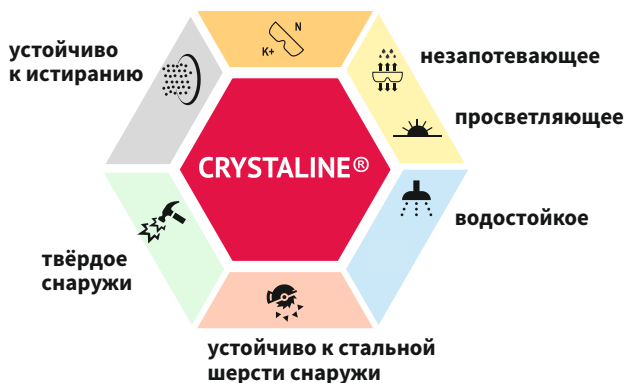 N
K+
устойчиво
к истиранию
незапотевающее
просветляющее
CRYSTALINE®
водостойкое
твёрдое
снаружи
устойчиво к стальной
шерсти снаружи